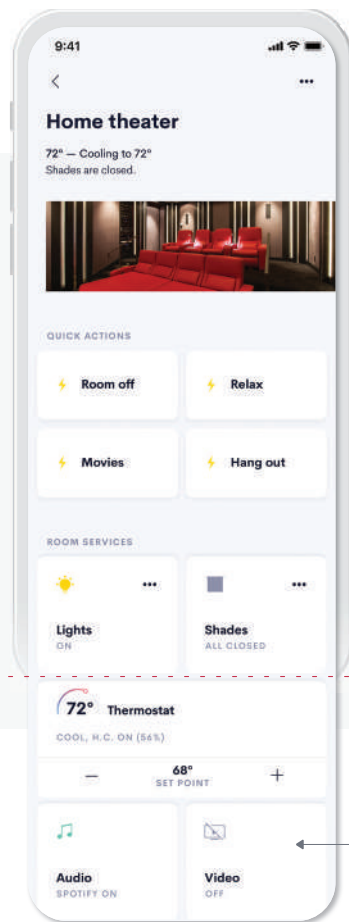 9:41
Home theater
72° — Cooling to 72°
Shades are closed.
QUICK ACTIONS
Room off
Relax
Movies
Hang out
ROOM SERVICES
Lights
ON
Shades
ALL CLOSED
72° Thermostat
COOL, H.C. ON (56%)
68°
SET POINT
Audio
SPOTIFY ON
Video
OFF